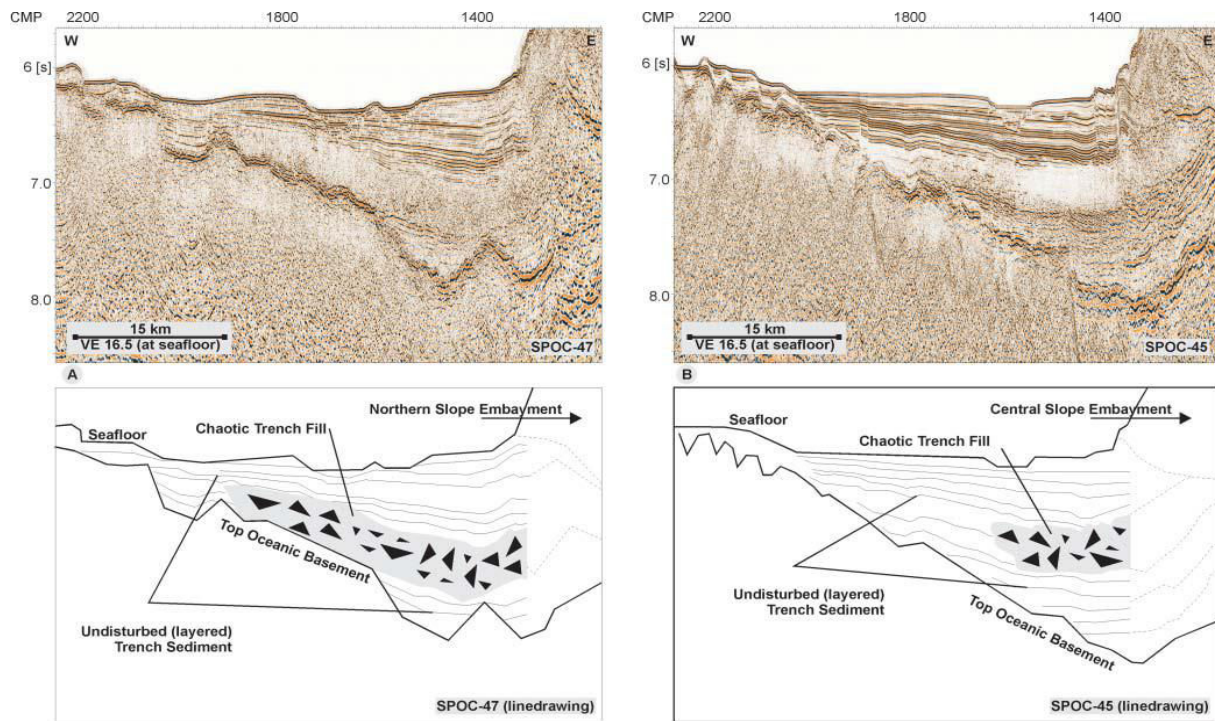 CMP 2200 1800 1400
W E
6 [s]
7.0
8.0
15 km
VE 16.5 (at seafloor)
SPOC-47
A
Northern Slope Embayment
Chaotic Trench Fill
Seafloor
Top Oceanic Basement
Undisturbed (layered)
Trench Sediment
SPOC-47 (linedrawing)
CMP 2200 1800 1400
W E
6 [s]
7.0
8.0
15 km
VE 16.5 (at seafloor)
SPOC-45
B
Central Slope Embayment
Seafloor
Chaotic Trench Fill
Undisturbed (layered)
Trench Sediment
Top Oceanic Basement
SPOC-45 (linedrawing)